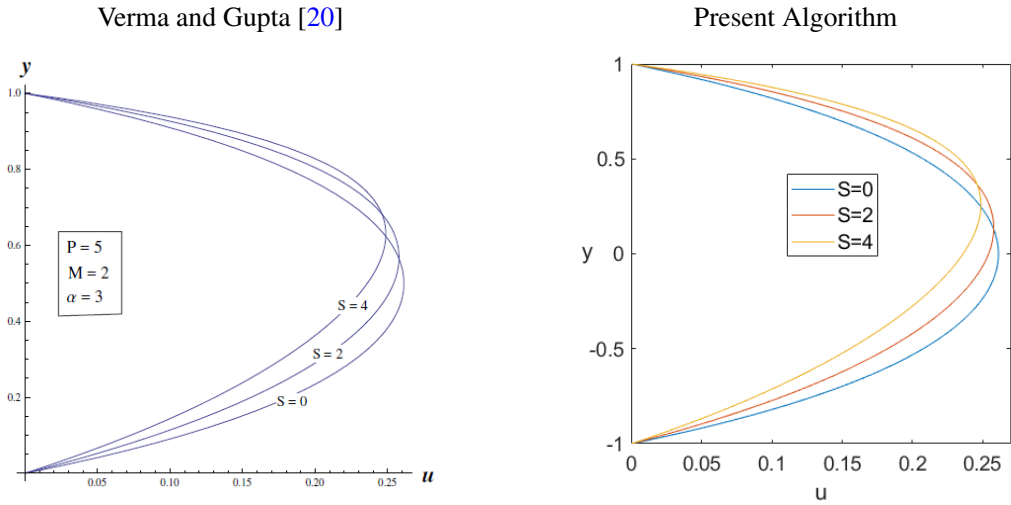 Verma and Gupta [20]
y
1.0
0.8
0.6
0.4
0.2
P = 5
M = 2
α = 3
S = 4
S = 2
S = 0
0.05
0.10
0.15
0.20
0.25
u
Present Algorithm
1
0.5
0
-0.5
-1
y
S=0
S=2
S=4
0
0.05
0.1
0.15
0.2
0.25
u